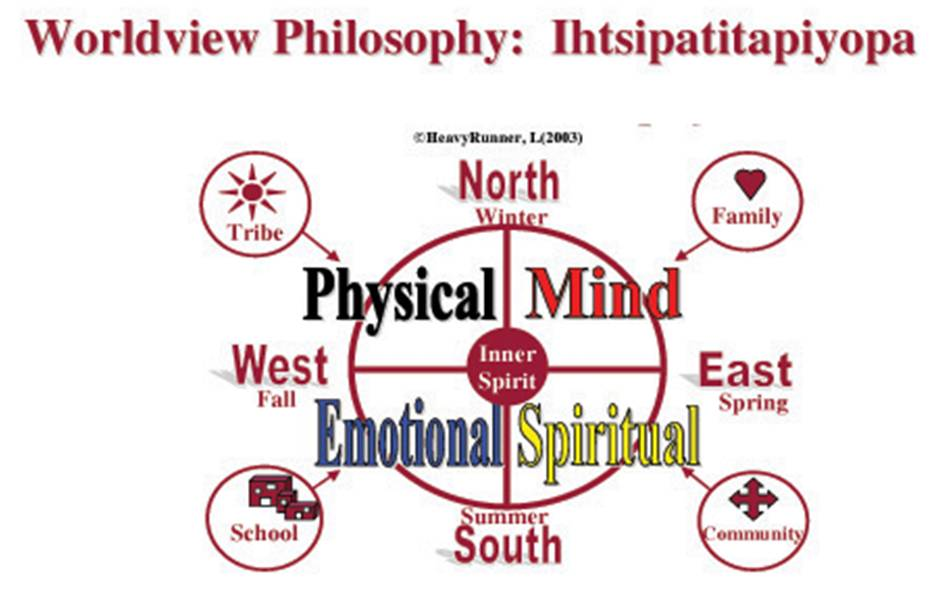 Worldview Philosophy: Ihtsipatitapiyopa
©HeavyRunner, I.(2003)
North
Winter
Tribe
Family
Physical Mind
Inner
Spirit
West
Fall
East
Spring
Emotional Spiritual
School
Community
Summer
South